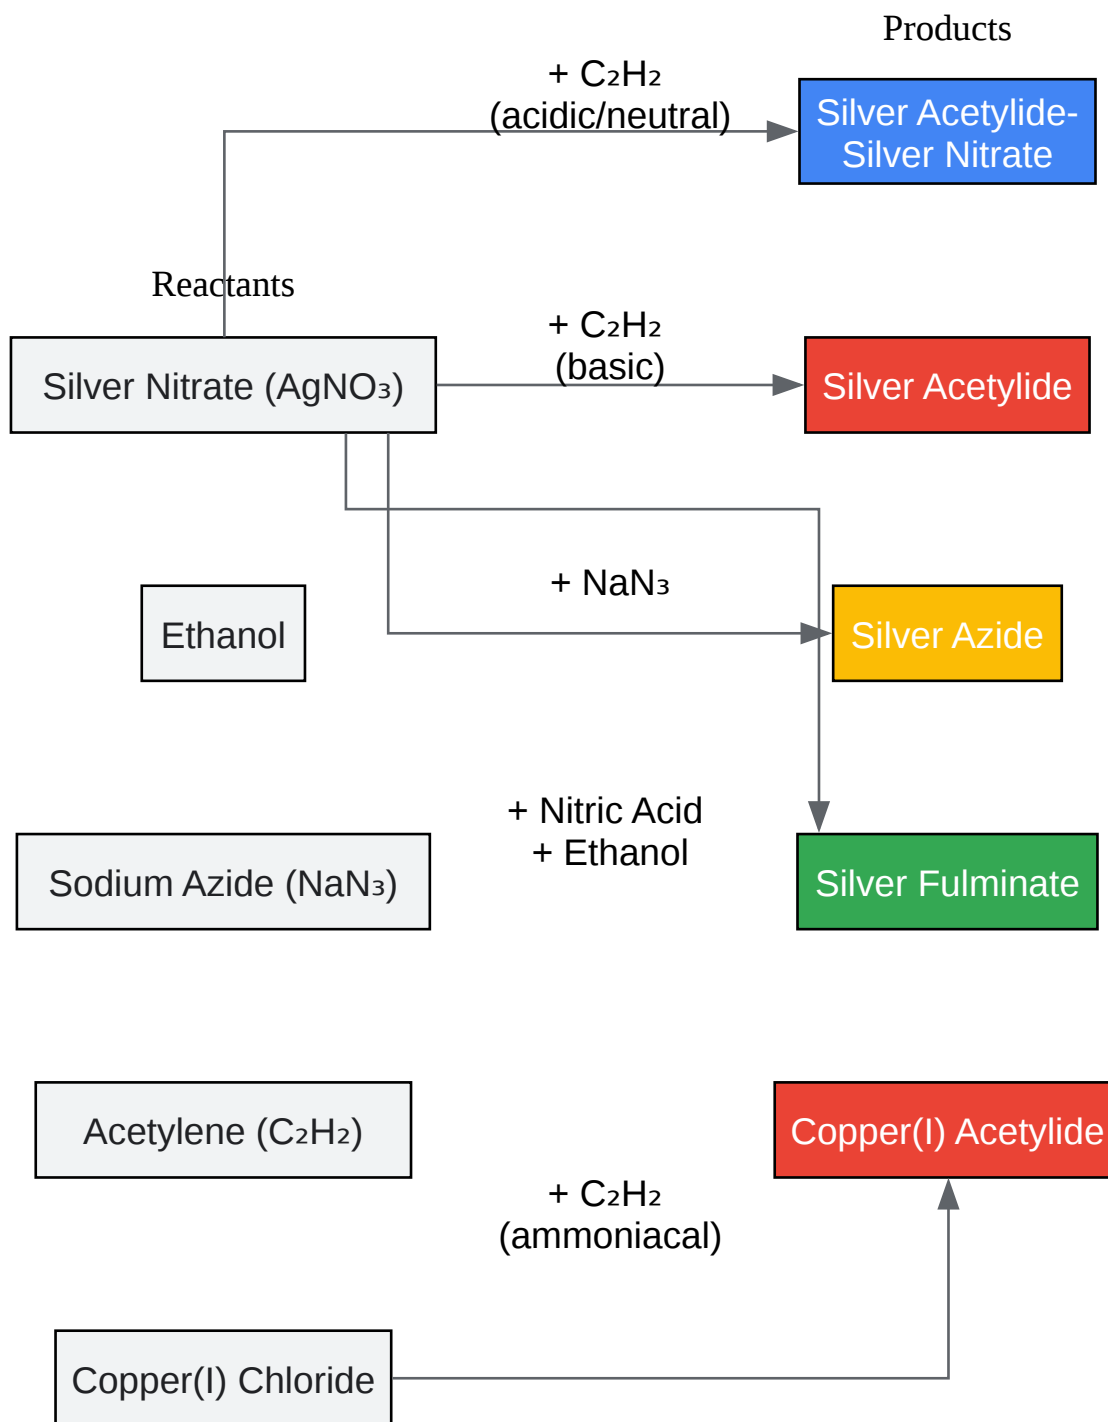 Products
+ C₂H₂
(acidic/neutral)
Silver Acetylide-
Silver Nitrate
Reactants
+ C₂H₂
(basic)
Silver Nitrate (AgNO₃)
Silver Acetylide
+ NaN₃
Ethanol
Silver Azide
+ Nitric Acid
+ Ethanol
Sodium Azide (NaN₃)
Silver Fulminate
Acetylene (C₂H₂)
Copper(I) Acetylide
+ C₂H₂
(ammoniacal)
Copper(I) Chloride